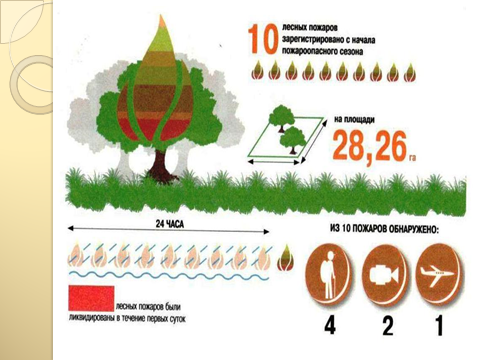 10
лесных пожаров
зарегистрировано с начала
пожароопасного сезона
на площади
28,26 га
24 ЧАСА
ИЗ 10 ПОЖАРОВ ОБНАРУЖЕНО:
лесных пожаров были
ликвидированы в течение первых суток
4 2 1